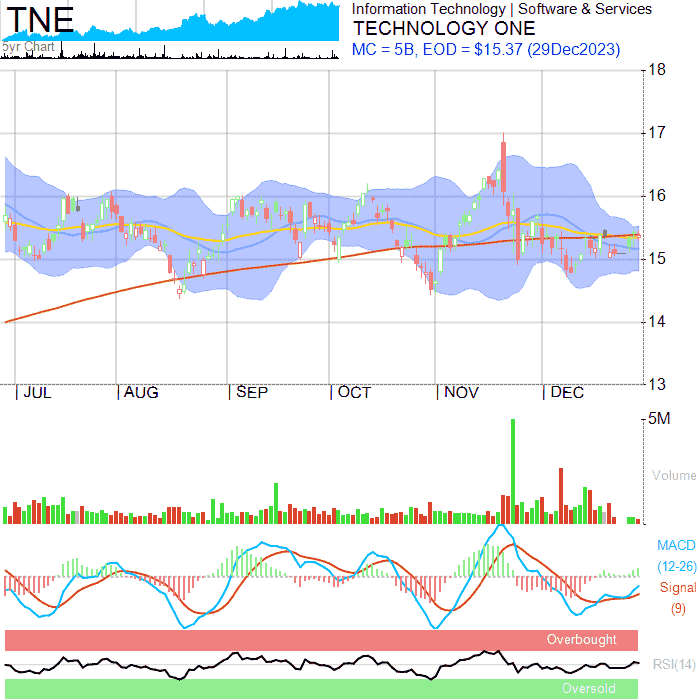 TNE
5yr Chart
Information Technology | Software & Services
TECHNOLOGY ONE
MC = 5B, EOD = $15.37 (29Dec2023)
18
17
16
15
14
13
JUL AUG SEP OCT NOV DEC
5M
Volume
MACD
(12-26)
Signal
(9)
Overbought
RSI(14)
Oversold